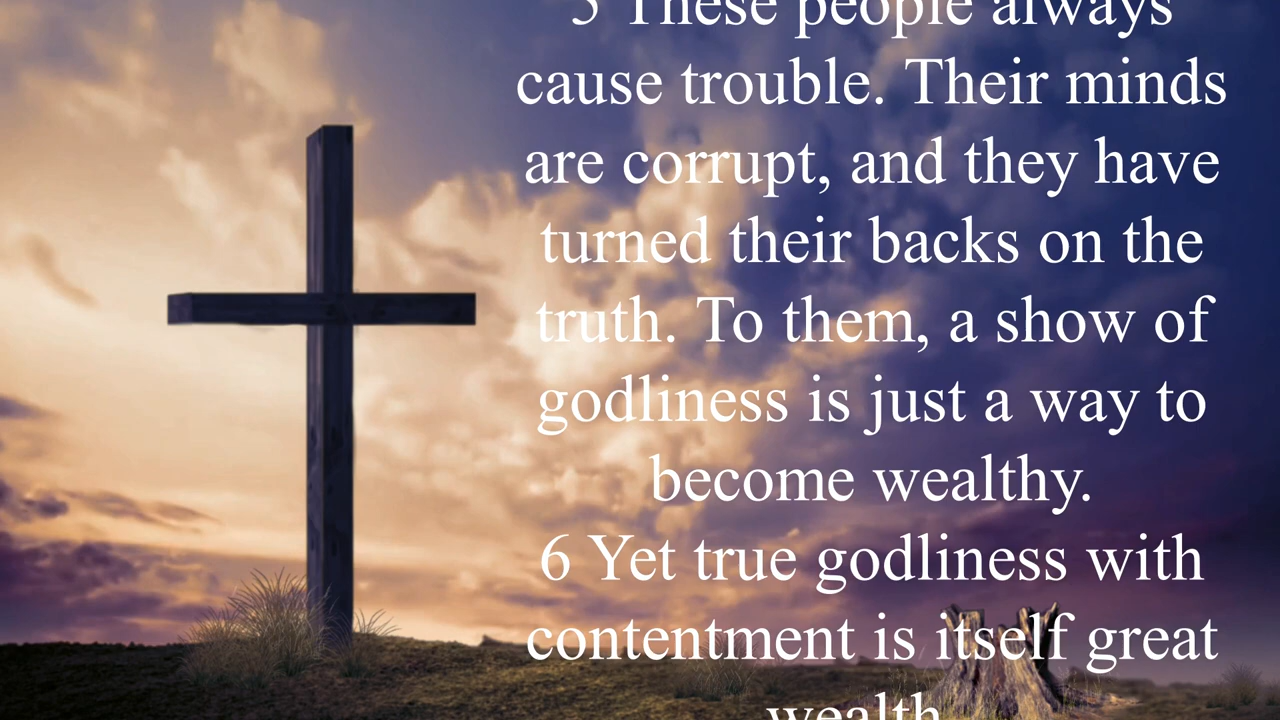 5 These people always
cause trouble. Their minds
are corrupt, and they have
turned their backs on the
truth. To them, a show of
godliness is just a way to
become wealthy.
6 Yet true godliness with
contentment is itself great
wealth.